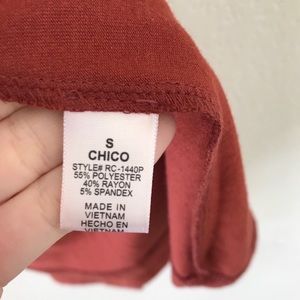 S
CHICO
STYLE# RC-1440P
55% POLYESTER
40% RAYON
5% SPANDEX
MADE IN
VIETNAM
HECHO EN
VIETNAM